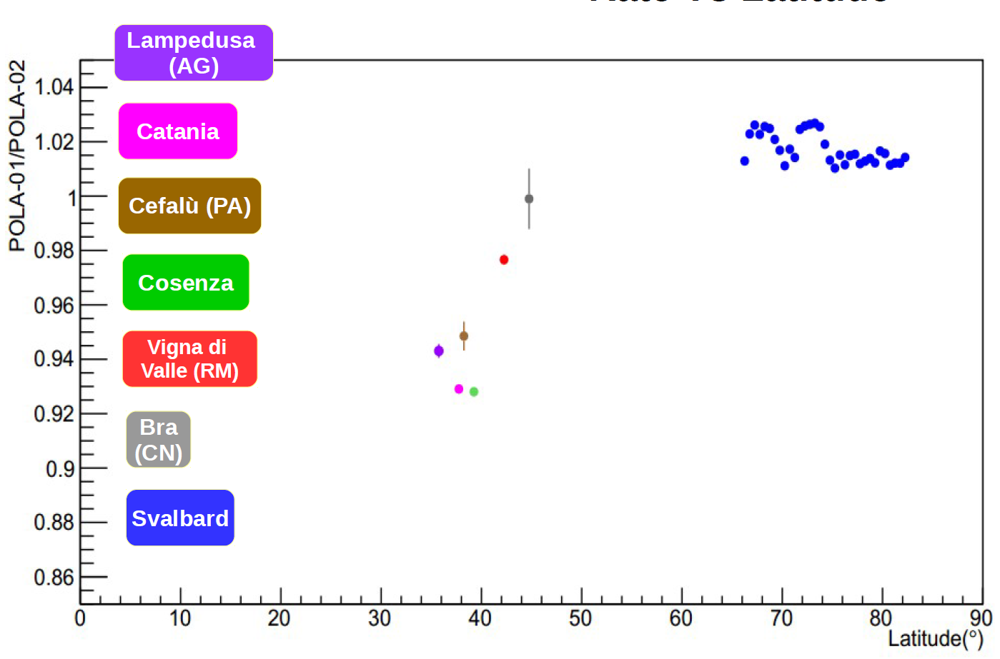 Lampedusa
(AG)
POLA-01/POLA-02
1.04
Catania
1.02
1
Cefalù (PA)
0.98
Cosenza
0.96
Vigna di
Valle (RM)
0.94
0.92
Bra
(CN)
0.9
Svalbard
0.88
0.86
0 10 20 30 40 50 60 70 80 90
Latitude(°)